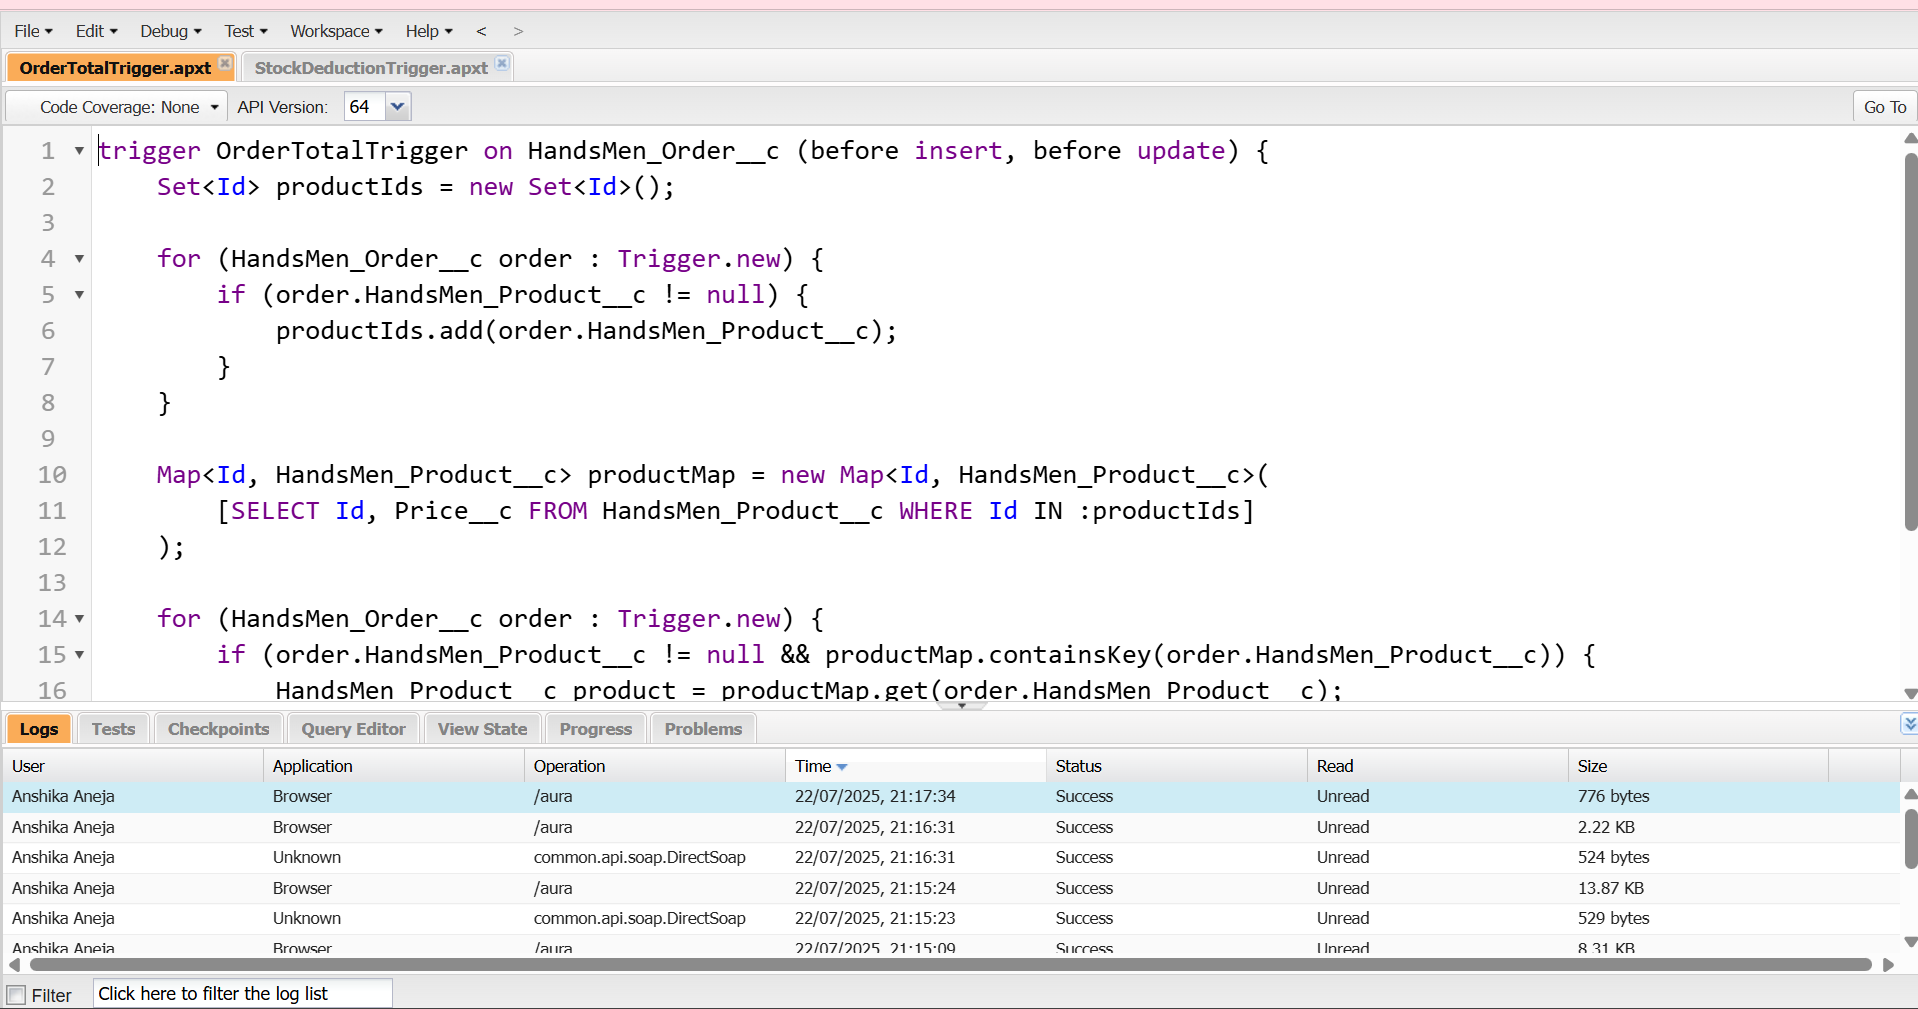 File Edit Debug Test Workspace Help < >
OrderTotalTrigger.apxt StockDeductionTrigger.apxt
Code Coverage: None API Version: 64 Go To
1 trigger OrderTotalTrigger on HandsMen_Order__c (before insert, before update) {
2     Set<Id> productIds = new Set<Id>();
3
4     for (HandsMen_Order__c order : Trigger.new) {
5         if (order.HandsMen_Product__c != null) {
6             productIds.add(order.HandsMen_Product__c);
7         }
8     }
9
10     Map<Id, HandsMen_Product__c> productMap = new Map<Id, HandsMen_Product__c>(
11         [SELECT Id, Price__c FROM HandsMen_Product__c WHERE Id IN :productIds]
12     );
13
14     for (HandsMen_Order__c order : Trigger.new) {
15         if (order.HandsMen_Product__c != null && productMap.containsKey(order.HandsMen_Product__c)) {
16             HandsMen_Product__c product = productMap.get(order.HandsMen_Product__c);
Logs Tests Checkpoints Query Editor View State Progress Problems
User Application Operation Time Status Read Size
Anshika Aneja Browser /aura 22/07/2025, 21:17:34 Success Unread 776 bytes
Anshika Aneja Browser /aura 22/07/2025, 21:16:31 Success Unread 2.22 KB
Anshika Aneja Unknown common.api.soap.DirectSoap 22/07/2025, 21:16:31 Success Unread 524 bytes
Anshika Aneja Browser /aura 22/07/2025, 21:15:24 Success Unread 13.87 KB
Anshika Aneja Unknown common.api.soap.DirectSoap 22/07/2025, 21:15:23 Success Unread 529 bytes
Anshika Aneja Browser /aura 22/07/2025, 21:15:09 Success Unread 8.31 KB
Filter Click here to filter the log list